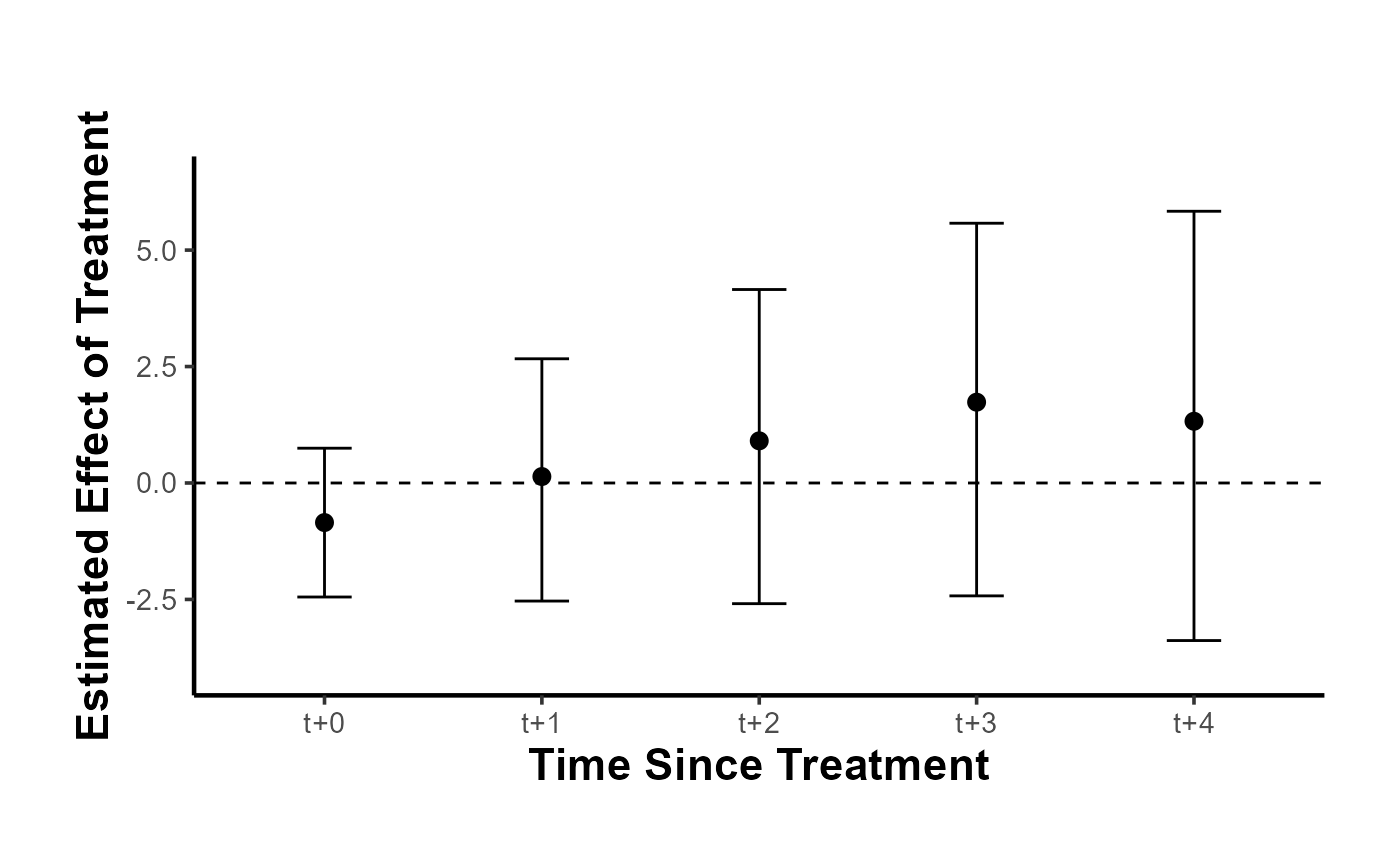 Estimated Effect of Treatment
5.0
2.5
0.0
-2.5
t+0 t+1 t+2 t+3 t+4
Time Since Treatment